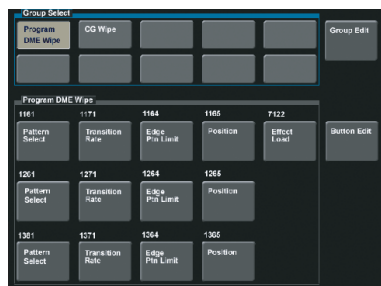 Group Select
Program
DME Wipe
CG Wipe
Group Edit
Program DME Wipe
1161 1171 1164 1165 7122
Pattern
Select
Transition
Rate
Edge
Ptn Limit
Position
Effect
Load
Button Edit
1261 1271 1264 1265
Pattern
Select
Transition
Rate
Edge
Ptn Limit
Position
1361 1371 1364 1365
Pattern
Select
Transition
Rate
Edge
Ptn Limit
Position